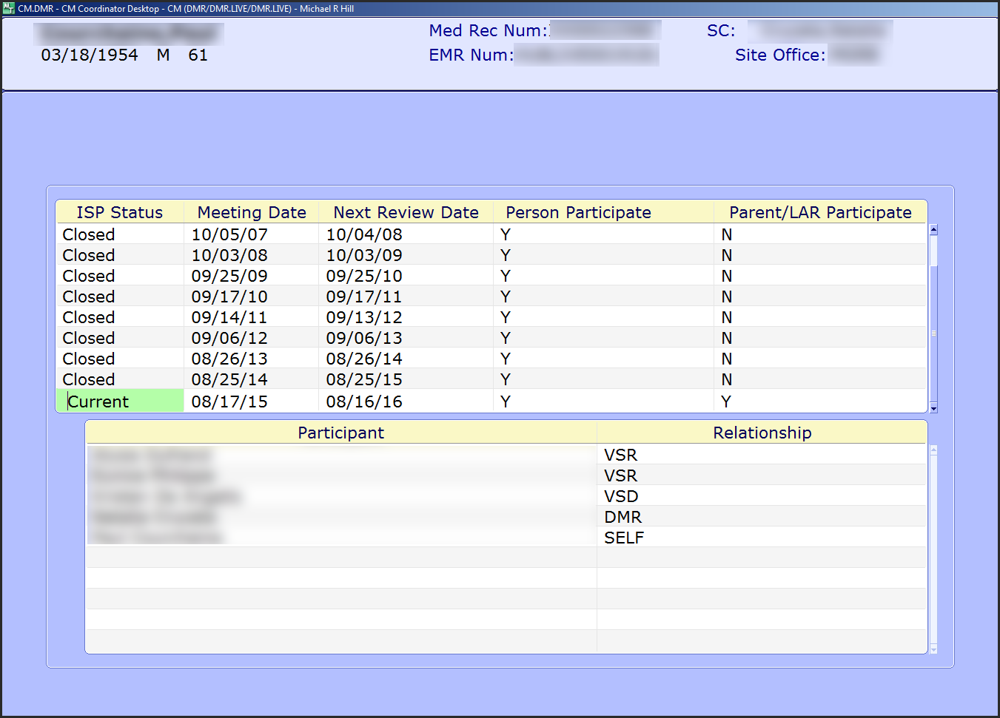 CM.DMR - CM Coordinator Desktop - CM (DMR/DMR.LIVE/DMR.LIVE) - Michael R Hill
Med Rec Num: SC:
03/18/1954 M 61 EMR Num: Site Office:
ISP Status Meeting Date Next Review Date Person Participate Parent/LAR Participate
Closed 10/05/07 10/04/08 Y N
Closed 10/03/08 10/03/09 Y N
Closed 09/25/09 09/25/10 Y N
Closed 09/17/10 09/17/11 Y N
Closed 09/14/11 09/13/12 Y N
Closed 09/06/12 09/06/13 Y N
Closed 08/26/13 08/26/14 Y N
Closed 08/25/14 08/25/15 Y N
Current 08/17/15 08/16/16 Y Y
Participant Relationship
VSR
VSR
VSD
DMR
SELF